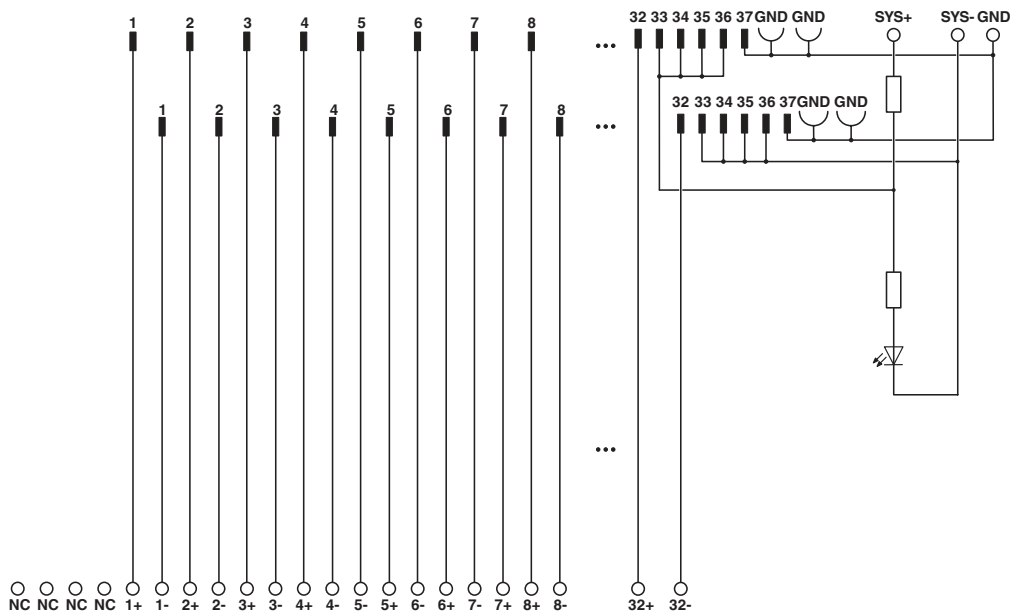 1 2 3 4 5 6 7 8 ... 32 33 34 35 36 37 GND GND SYS+ SYS- GND
1 2 3 4 5 6 7 8 ... 32 33 34 35 36 37 GND GND
...
NC NC NC NC 1+ 1- 2+ 2- 3+ 3- 4+ 4- 5- 5+ 6- 6+ 7- 7+ 8+ 8- 32+ 32-